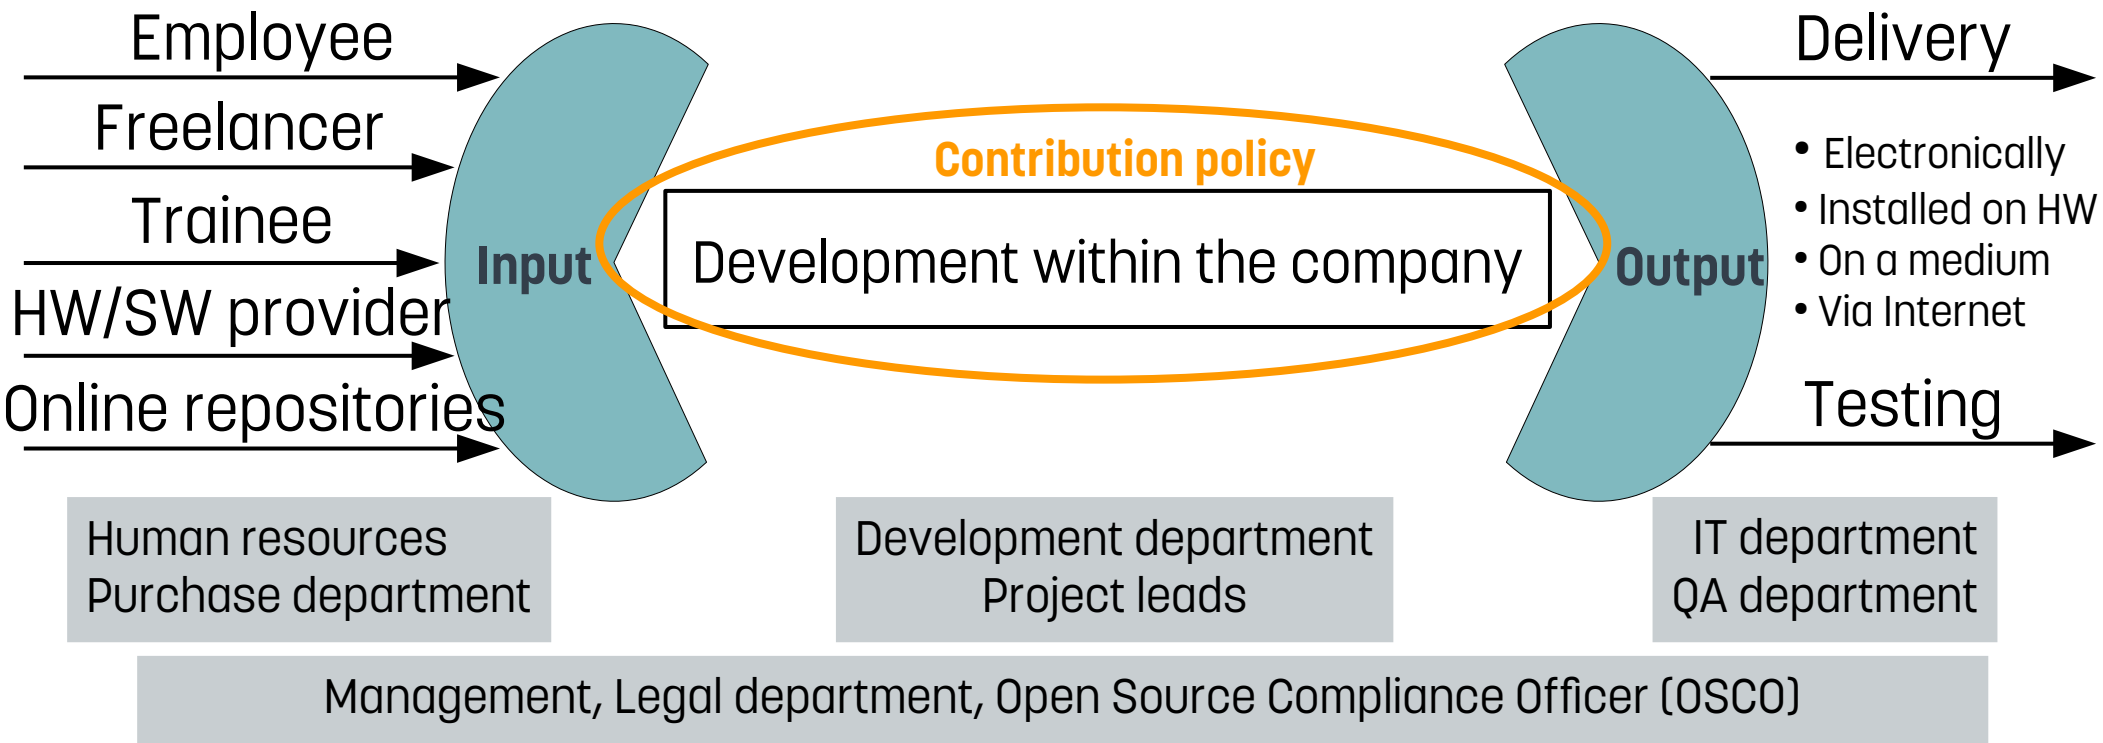 Employee
Freelancer
Trainee
HW/SW provider
Online repositories
Input
Contribution policy
Development within the company
Output
Delivery
• Electronically
• Installed on HW
• On a medium
• Via Internet
Testing
Human resources
Purchase department
Development department
Project leads
IT department
QA department
Management, Legal department, Open Source Compliance Officer (OSCO)